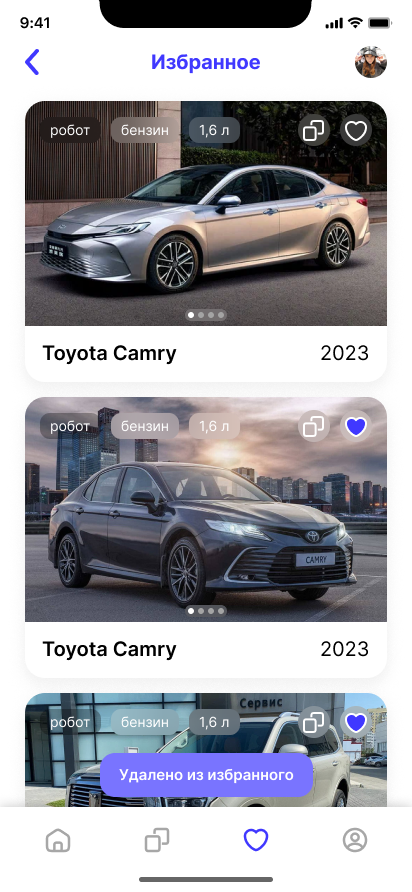 9:41
Избранное
робот бензин 1,6 л
Toyota Camry 2023
робот бензин 1,6 л
CAMRY
Toyota Camry 2023
Сервис
робот бензин 1,6 л
Удалено из избранного